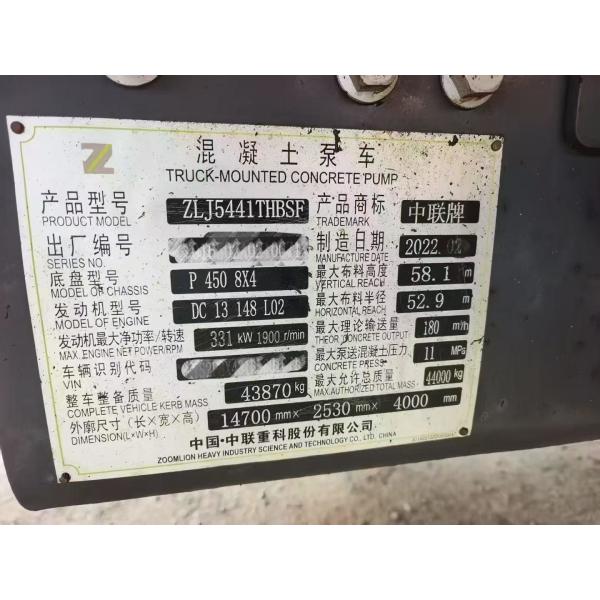 Z
混凝土泵车
TRUCK-MOUNTED CONCRETE PUMP
产品型号 ZLJ5441THBSF 产品商标 中联牌
PRODUCT MODEL TRADEMARK
出厂编号 制造日期 2022.
SERIES NO. MANUFACTURE DATE
底盘型号 P 450 8X4 最大布料高度 58.1 m
MODEL OF CHASSIS VERTICAL REACH
发动机型号 DC 13 148 L02 最大布料半径 52.9 m
MODEL OF ENGINE HORIZONTAL REACH
发动机最大净功率/转速 331 kW 1900 r/min 最大理论输送量 180 m³/h
MAX. ENGINE NET POWER/RPM THEOR. CONCRETE OUTPUT
车辆识别代码 最大泵送混凝土压力 11 MPa
VIN CONCRETE PRESS.
整车整备质量 43870 kg 最大允许总质量 44000 kg
COMPLETE VEHICLE KERB MASS MAX.AUTHORIZED TOTAL MASS
外廓尺寸 (长×宽×高) 14700 mm× 2530 mm× 4000 mm
DIMENSION(L×W×H)
中国·中联重科股份有限公司
ZOOMLION HEAVY INDUSTRY SCIENCE AND TECHNOLOGY CO., LTD. CHINA